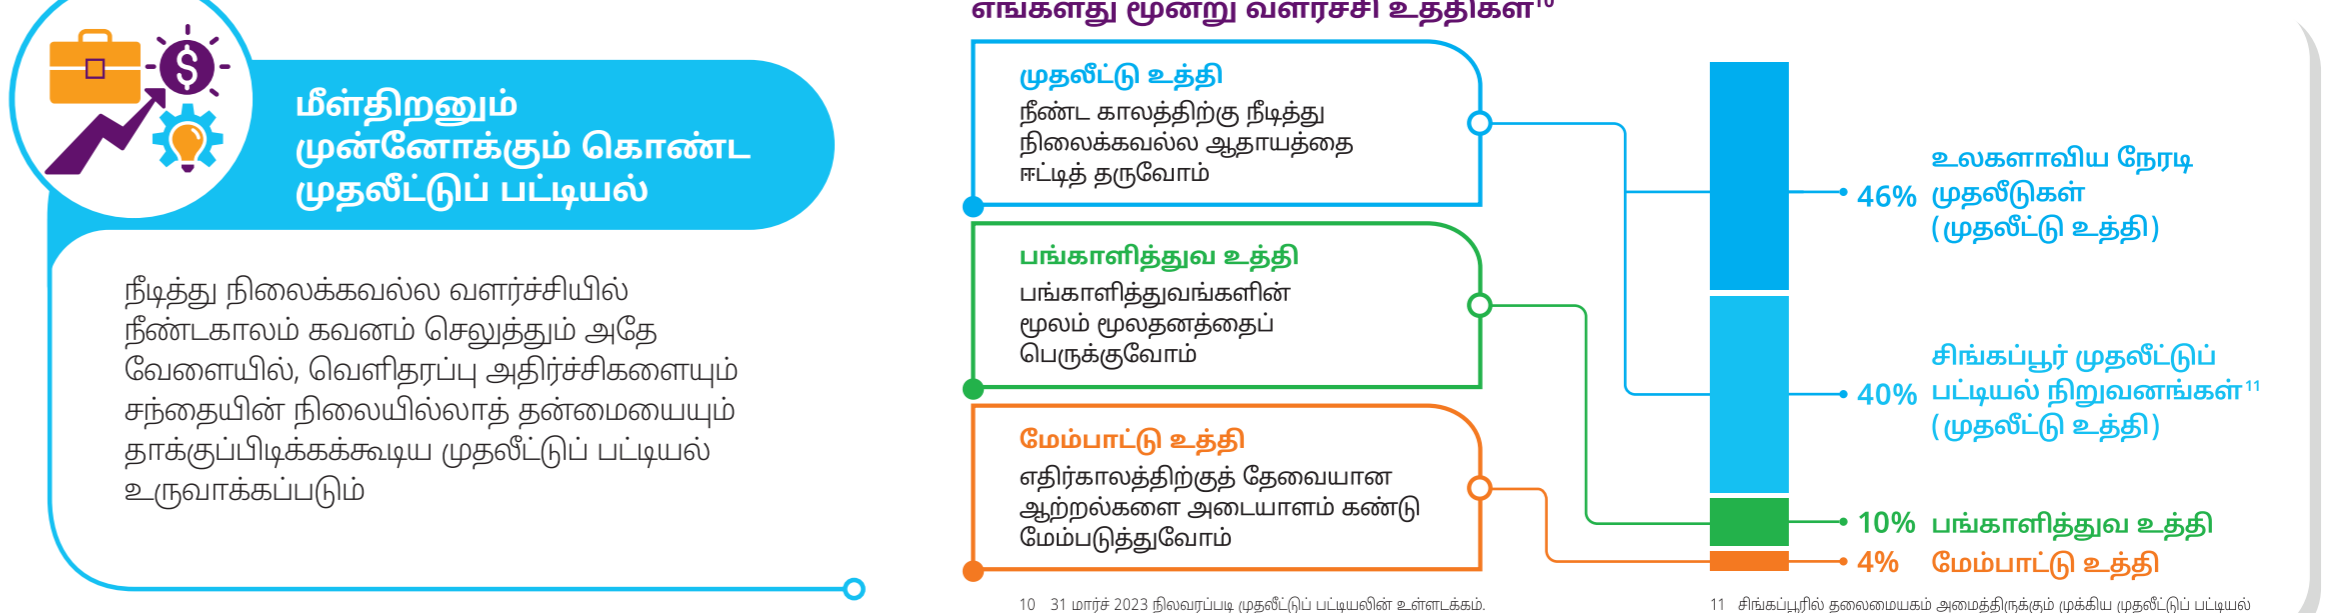 மீள்திறனும்
முன்னோக்கும் கொண்ட
முதலீட்டுப் பட்டியல்
நீடித்து நிலைக்கவல்ல வளர்ச்சியில்
நீண்டகாலம் கவனம் செலுத்தும் அதே
வேளையில், வெளிதரப்பு அதிர்ச்சிகளையும்
சந்தையின் நிலையில்லாத் தன்மையையும்
தாக்குப்பிடிக்கக்கூடிய முதலீட்டுப் பட்டியல்
உருவாக்கப்படும்
எங்களது மூன்று வளர்ச்சி உத்திகள்10
முதலீட்டு உத்தி
நீண்ட காலத்திற்கு நீடித்து
நிலைக்கவல்ல ஆதாயத்தை
ஈட்டித் தருவோம்
பங்காளித்துவ உத்தி
பங்காளித்துவங்களின்
மூலம் மூலதனத்தைப்
பெருக்குவோம்
மேம்பாட்டு உத்தி
எதிர்காலத்திற்குத் தேவையான
ஆற்றல்களை அடையாளம் கண்டு
மேம்படுத்துவோம்
உலகளாவிய நேரடி
46% முதலீடுகள்
(முதலீட்டு உத்தி)
சிங்கப்பூர் முதலீட்டுப்
40% பட்டியல் நிறுவனங்கள்11
(முதலீட்டு உத்தி)
10% பங்காளித்துவ உத்தி
4% மேம்பாட்டு உத்தி
10 31 மார்ச் 2023 நிலவரப்படி முதலீட்டுப் பட்டியலின் உள்ளடக்கம்.
11 சிங்கப்பூரில் தலைமையகம் அமைத்திருக்கும் முக்கிய முதலீட்டுப் பட்டியல்